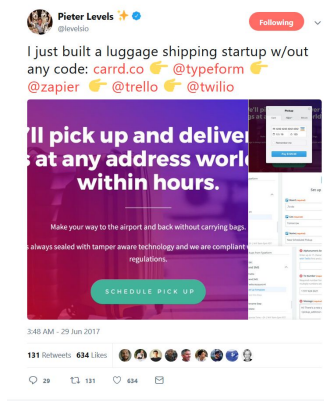 Pieter Levels ✨
@levelsio
Following
I just built a luggage shipping startup w/out
any code: carrd.co 👉 @typeform 👉
@zapier 👉 @trello 👉 @twilio
'll pick up and deliver
s at any address worl
within hours.
Make your way to the airport and back without carrying bags.
always sealed with tamper aware technology and we are compliant
regulations.
SCHEDULE PICK UP
3:48 AM - 29 Jun 2017
131 Retweets 634 Likes
29 131 634